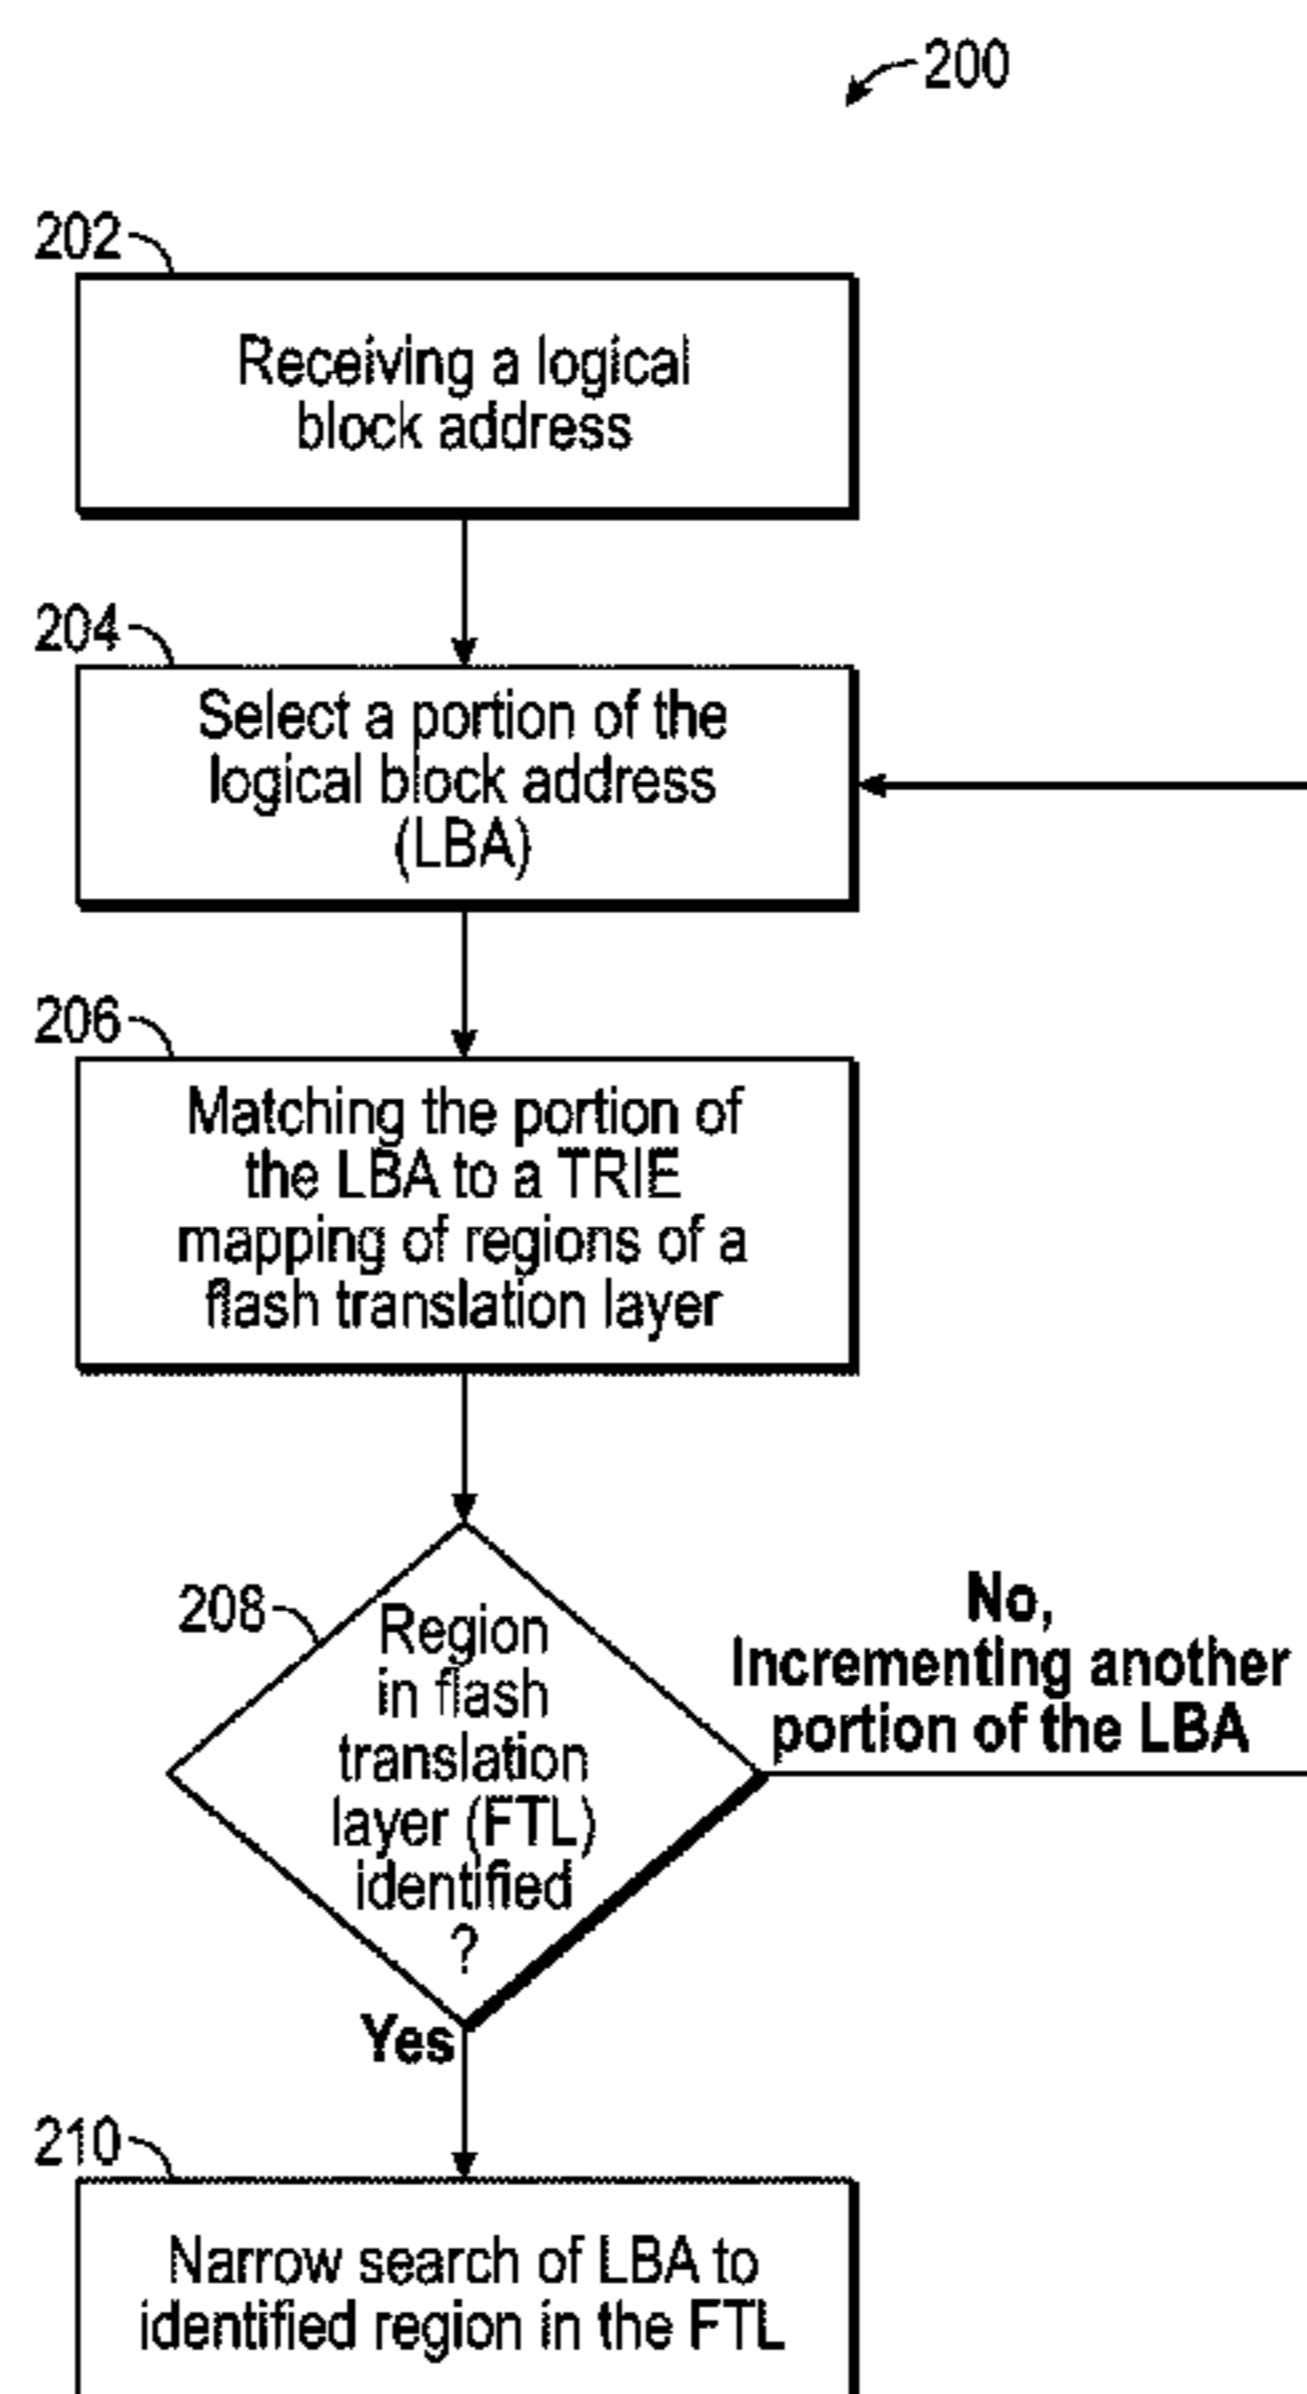 200
202
Receiving a logical
block address
204
Select a portion of the
logical block address
(LBA)
206
Matching the portion of
the LBA to a TRIE
mapping of regions of a
flash translation layer
208
Region
in flash
translation
layer (FTL)
identified
?
No,
Incrementing another
portion of the LBA
Yes
210
Narrow search of LBA to
identified region in the FTL